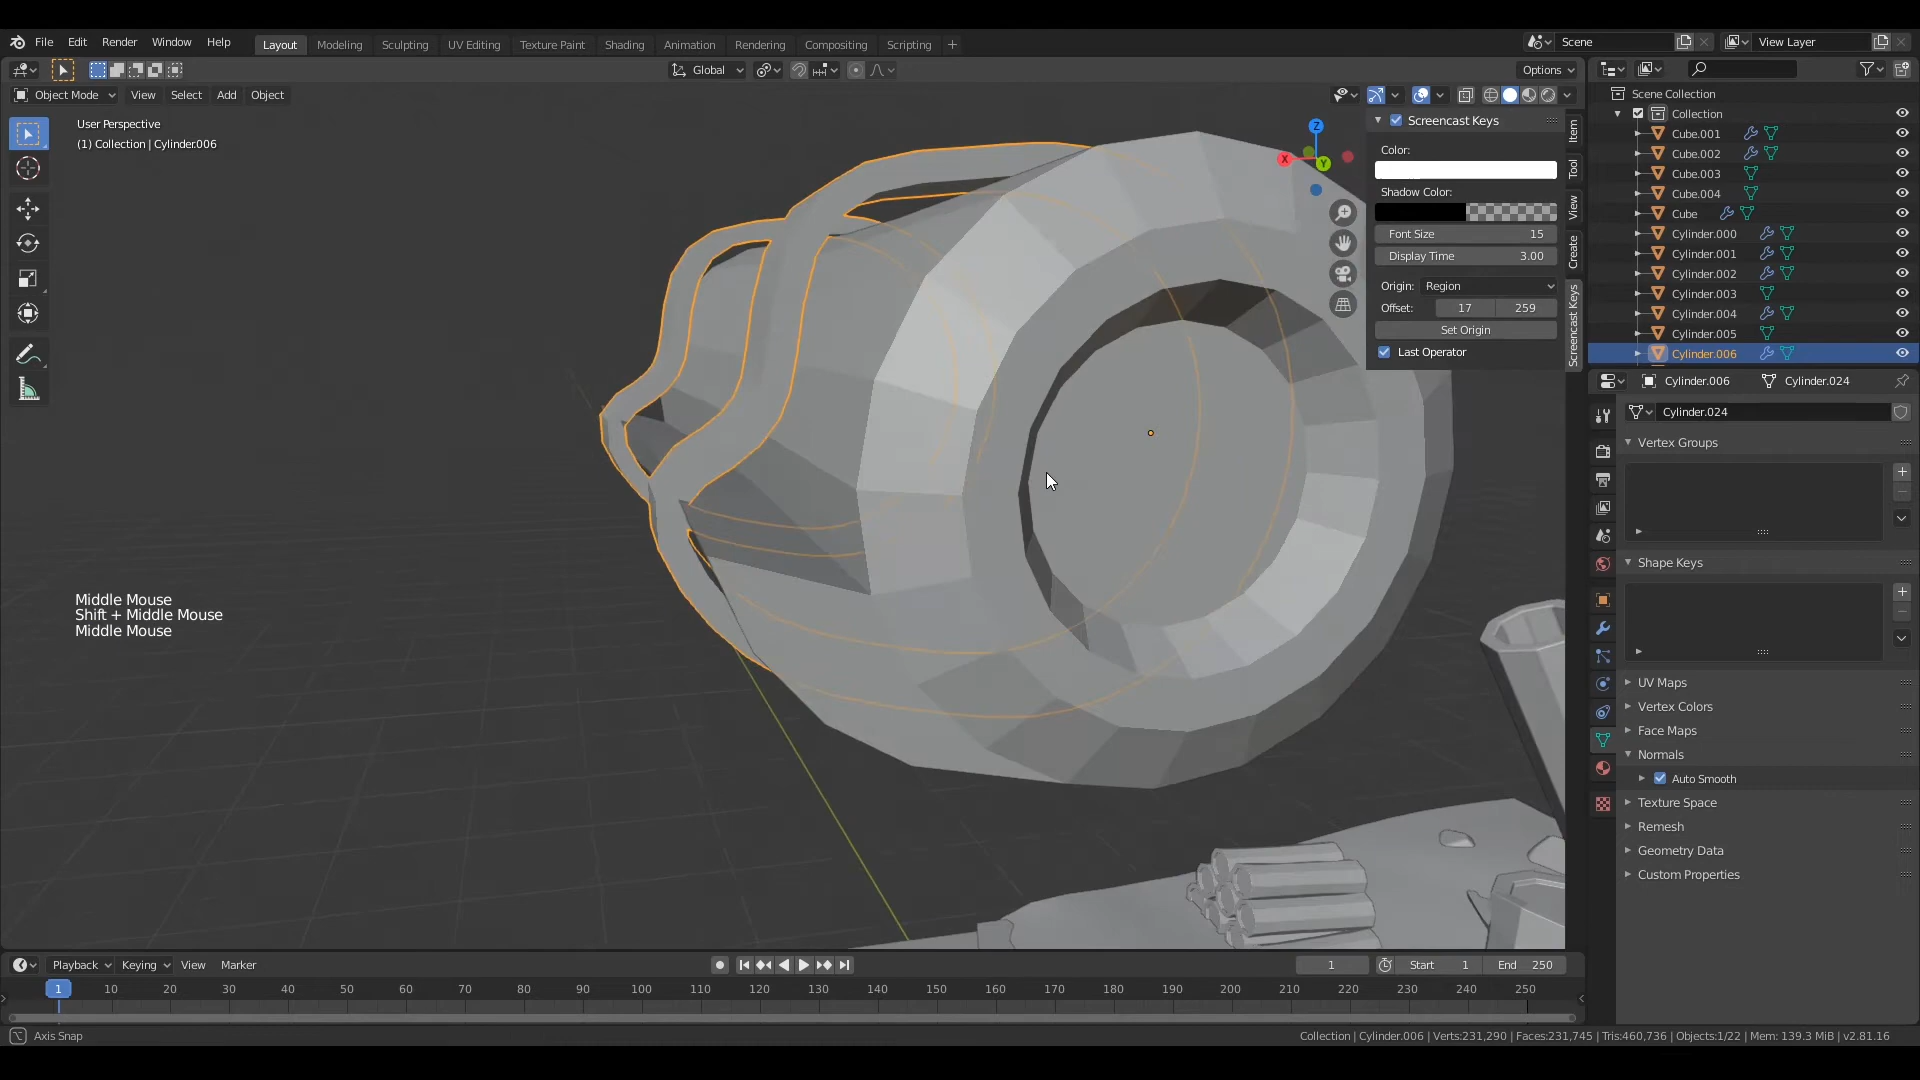 File Edit Render Window Help Layout Modeling Sculpting UV Editing Texture Paint Shading Animation Rendering Compositing Scripting + Scene View Layer
Global Options
Object Mode View Select Add Object
User Perspective
(1) Collection | Cylinder.006
Z
X
Y
Screencast Keys
Color:
Shadow Color:
Font Size 15
Display Time 3.00
Origin: Region
Offset: 17 259
Set Origin
Last Operator
Item
Tool
View
Create
Screencast Keys
Scene Collection
Collection
Cube.001
Cube.002
Cube.003
Cube.004
Cube
Cylinder.000
Cylinder.001
Cylinder.002
Cylinder.003
Cylinder.004
Cylinder.005
Cylinder.006
Cylinder.006 Cylinder.024
Cylinder.024
Vertex Groups
Shape Keys
UV Maps
Vertex Colors
Face Maps
Normals
Auto Smooth
Texture Space
Remesh
Geometry Data
Custom Properties
Middle Mouse
Shift + Middle Mouse
Middle Mouse
Playback Keying View Marker 1 Start 1 End 250
1 10 20 30 40 50 60 70 80 90 100 110 120 130 140 150 160 170 180 190 200 210 220 230 240 250
Axis Snap Collection | Cylinder.006 | Verts:231,290 | Faces:231,745 | Tris:460,736 | Objects:1/22 | Mem: 139.3 MiB | v2.81.16